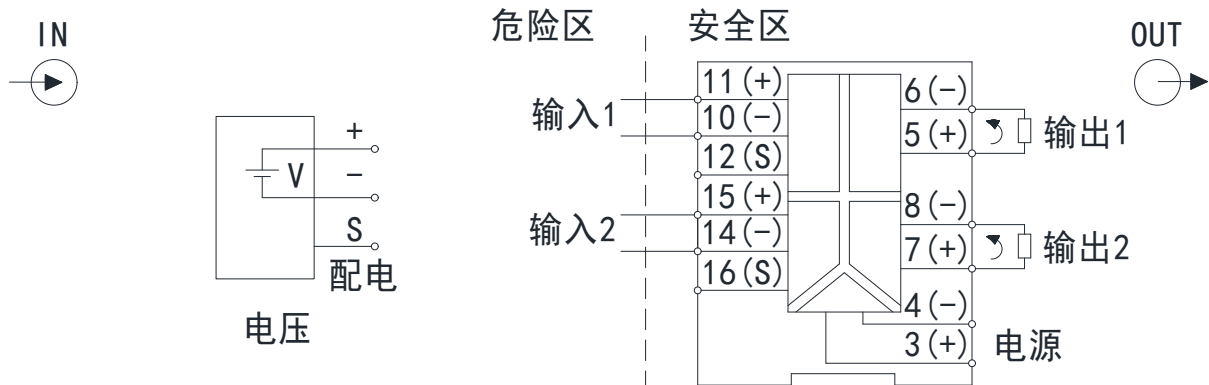 IN
危险区
安全区
OUT
11(+)
输入1
10(-)
12(S)
15(+)
输入2
14(-)
16(S)
6(-)
5(+)
输出1
8(-)
7(+)
输出2
4(-)
3(+)
电源
+
V
-
S
配电
电压